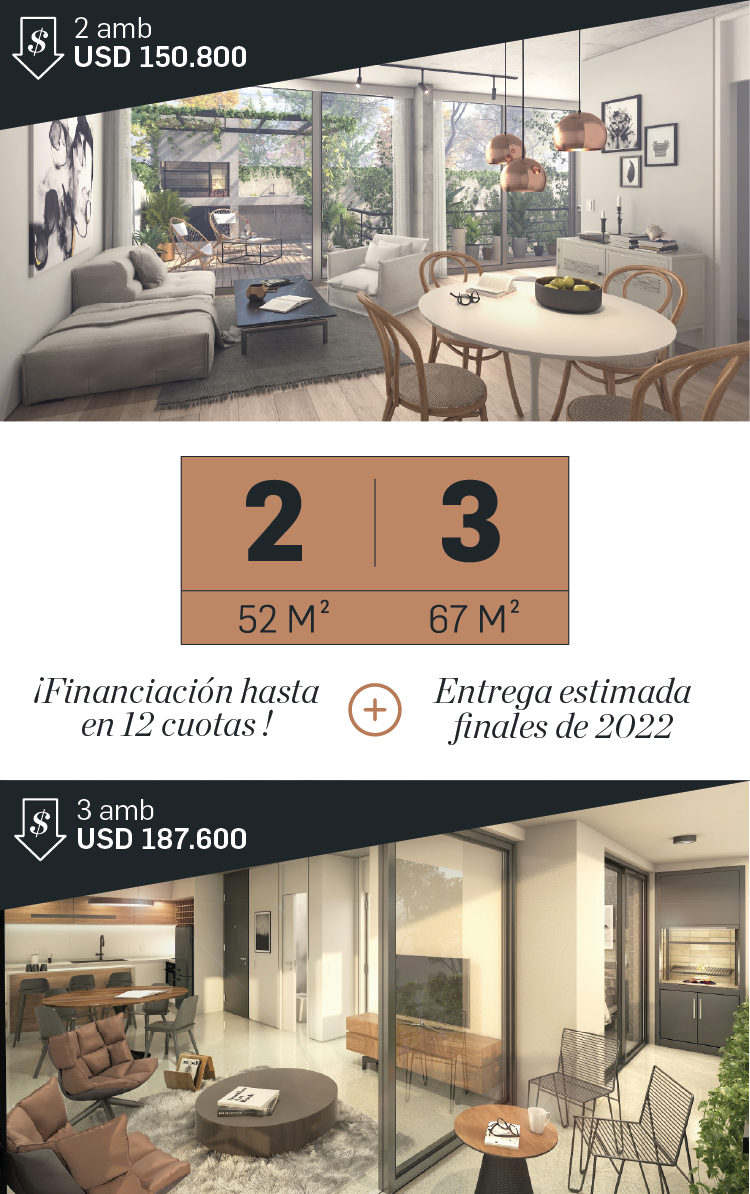 $
2 amb
USD 150.800
2 3
52 M² 67 M²
¡Financiación hasta
en 12 cuotas!
+
Entrega estimada
finales de 2022
$
3 amb
USD 187.600